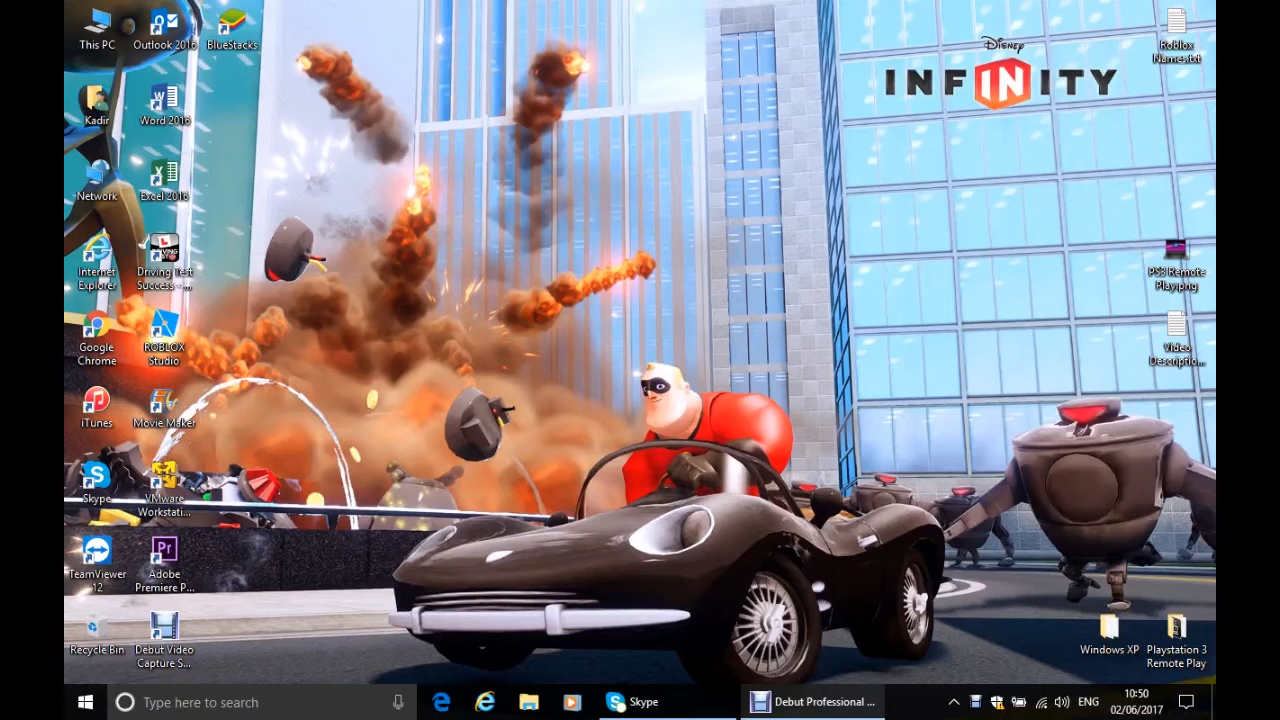 This PC
Outlook 2016
BlueStacks
Kadir
Word 2016
Network
Excel 2016
Internet
Explorer
Driving Test
Success - ...
Google
Chrome
ROBLOX
Studio
iTunes
Movie Maker
Skype
VMware
Workstati...
TeamViewer
12
Adobe
Premiere P...
Recycle Bin
Debut Video
Capture S...
DISNEY
INFINITY
Roblox
Names.txt
PS3 Remote
Play.png
Video
Descriptio...
Windows XP
Playstation 3
Remote Play
Type here to search
Skype
Debut Professional ...
ENG
10:50
02/06/2017